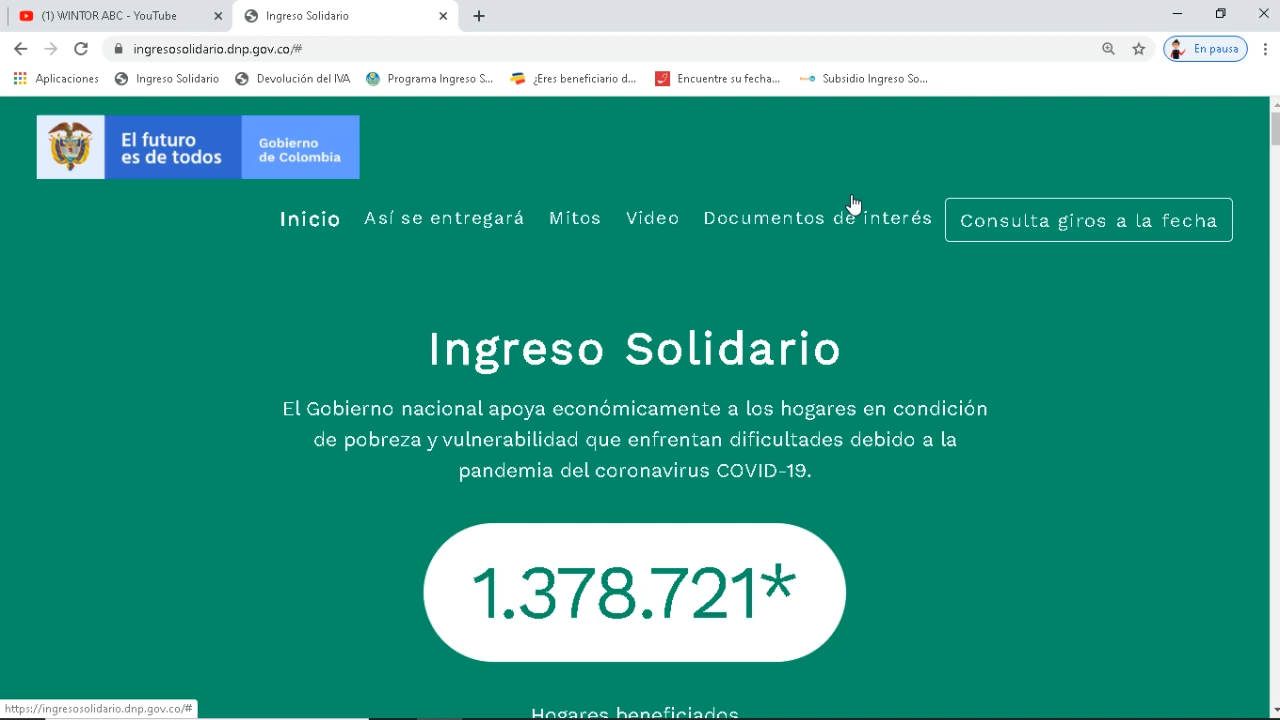 (1) WINTOR ABC - YouTube
Ingreso Solidario
ingresosolidario.dnp.gov.co/#
En pausa
Aplicaciones
Ingreso Solidario
Devolución del IVA
Programa Ingreso S...
¿Eres beneficiario d...
Encuentre su fecha...
Subsidio Ingreso So...
El futuro
es de todos
Gobierno
de Colombia
Inicio
Así se entregará
Mitos
Video
Documentos de interés
Consulta giros a la fecha
Ingreso Solidario
El Gobierno nacional apoya económicamente a los hogares en condición
de pobreza y vulnerabilidad que enfrentan dificultades debido a la
pandemia del coronavirus COVID-19.
1.378.721*
Hogares beneficiados
https://ingresosolidario.dnp.gov.co/#